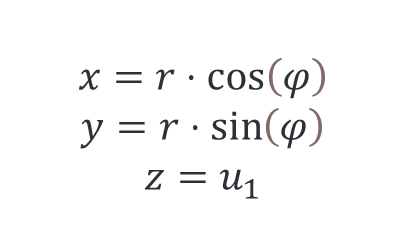 x = r · cos(φ)
y = r · sin(φ)
z = u₁